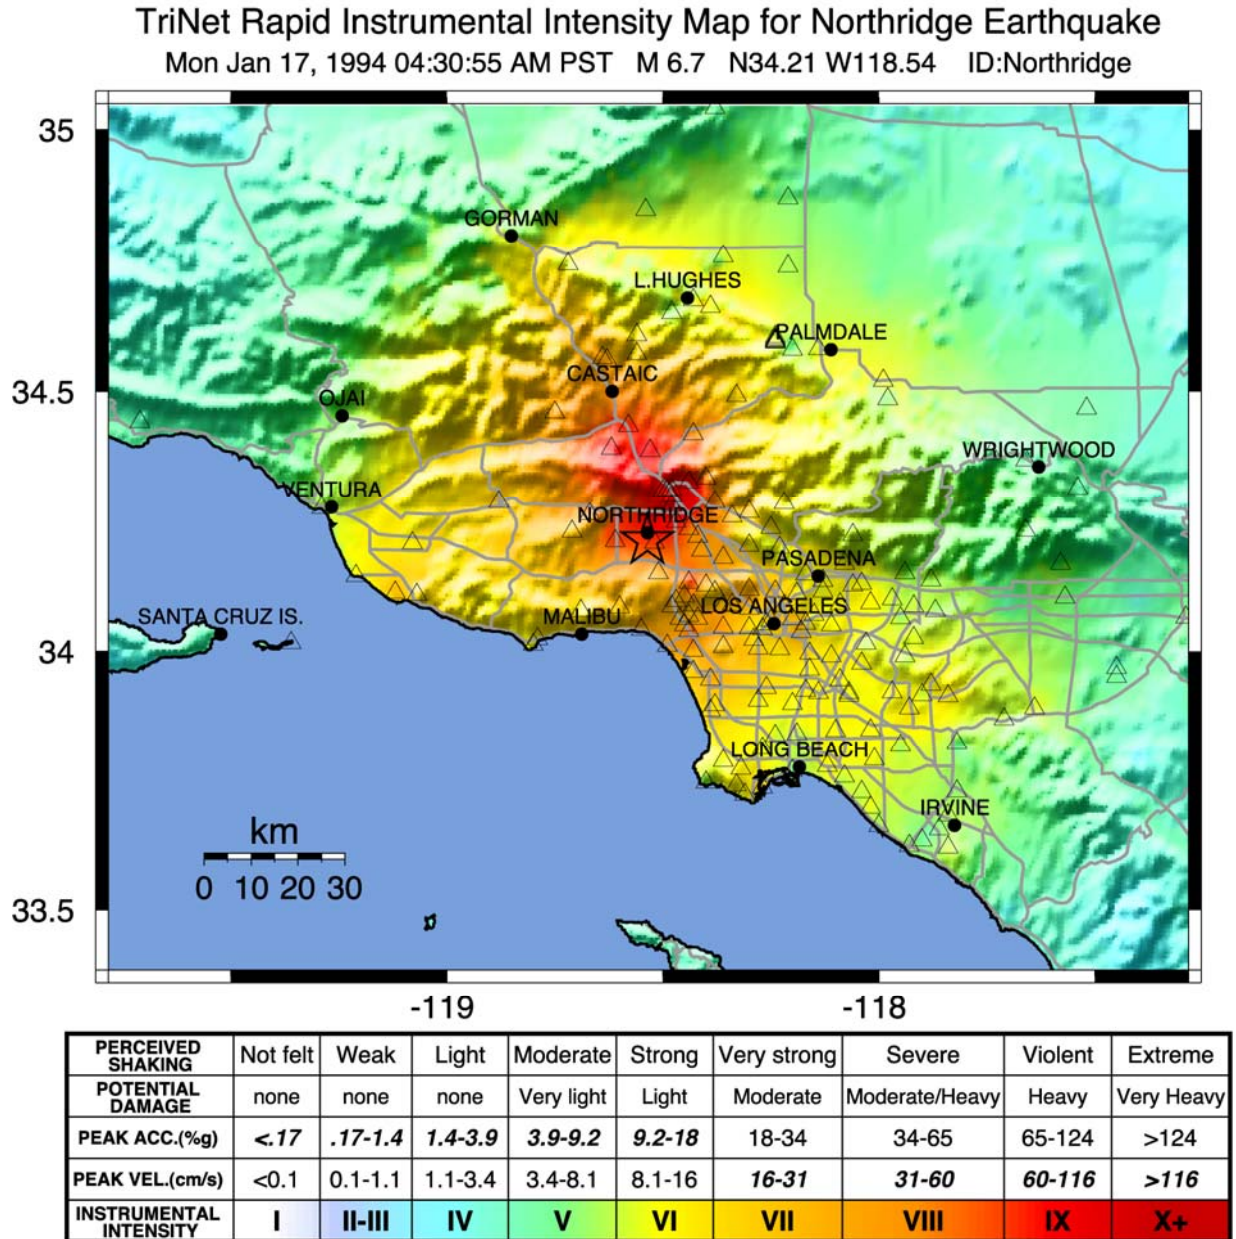 TriNet Rapid Instrumental Intensity Map for Northridge Earthquake
Mon Jan 17, 1994 04:30:55 AM PST M 6.7 N34.21 W118.54 ID:Northridge
35
GORMAN
L.HUGHES
PALMDALE
CASTAIC
34.5
OJAI
WRIGHTWOOD
VENTURA
NORTHRIDGE
PASADENA
SANTA CRUZ IS.
MALIBU
LOS ANGELES
34
LONG BEACH
IRVINE
km
0 10 20 30
33.5
-119 -118
PERCEIVED SHAKING Not felt Weak Light Moderate Strong Very strong Severe Violent Extreme
POTENTIAL DAMAGE none none none Very light Light Moderate Moderate/Heavy Heavy Very Heavy
PEAK ACC.(%g) <.17 .17-1.4 1.4-3.9 3.9-9.2 9.2-18 18-34 34-65 65-124 >124
PEAK VEL.(cm/s) <0.1 0.1-1.1 1.1-3.4 3.4-8.1 8.1-16 16-31 31-60 60-116 >116
INSTRUMENTAL INTENSITY I II-III IV V VI VII VIII IX X+